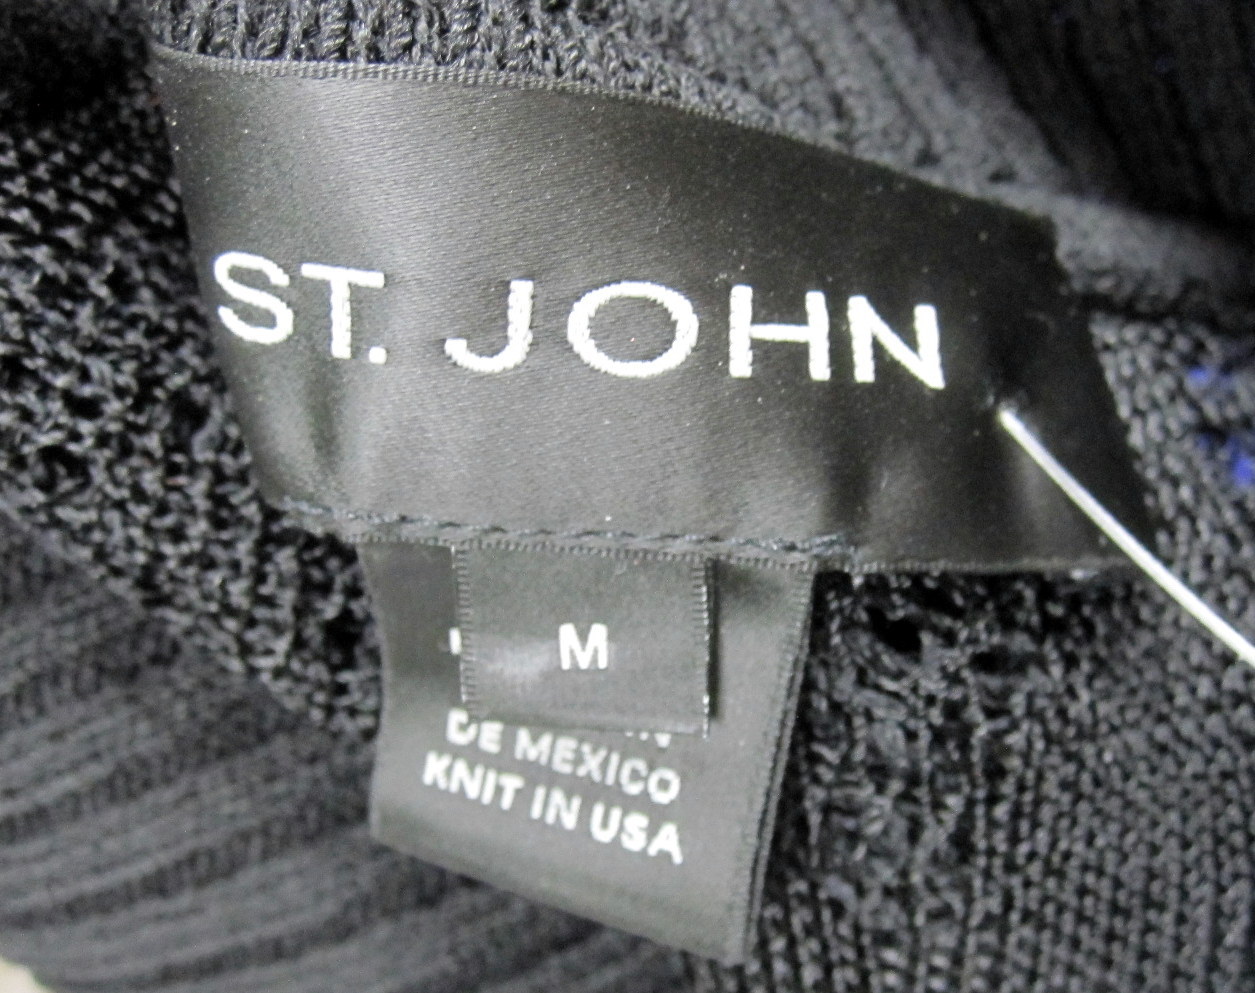 ST. JOHN
M
DE MEXICO
KNIT IN USA